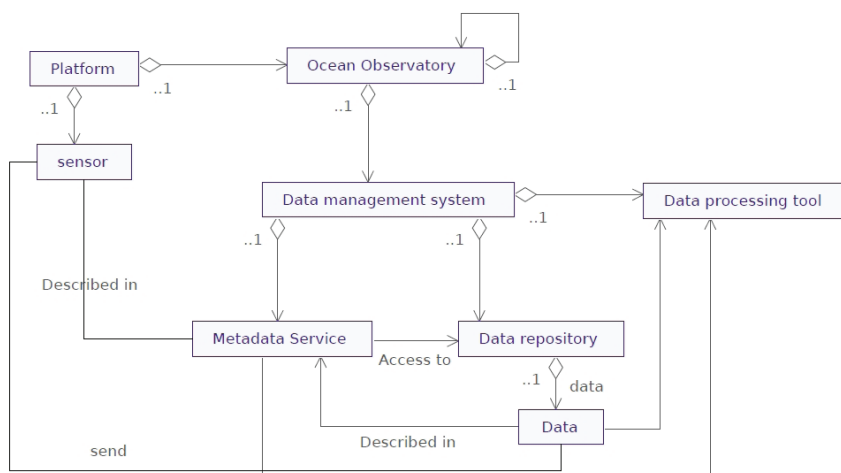 Platform
..1
Ocean Observatory
..1
..1
..1
sensor
Data management system
..1
Data processing tool
..1
..1
Described in
Metadata Service
Access to
Data repository
..1
data
Data
Described in
send